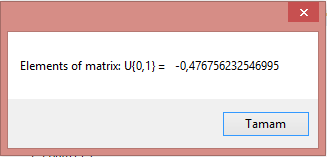 Elements of matrix: U{0,1} = -0,476756232546995
Tamam